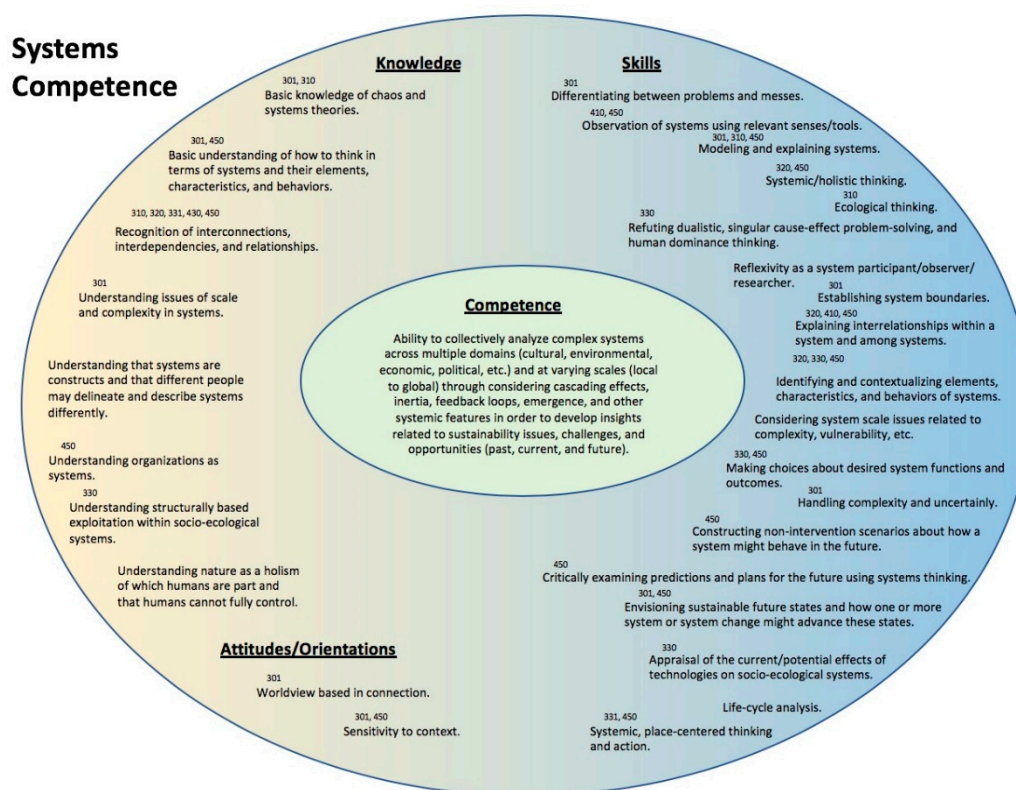 Systems
Competence
Knowledge
301, 310
Basic knowledge of chaos and
systems theories.
301, 450
Basic understanding of how to think in
terms of systems and their elements,
characteristics, and behaviors.
310, 320, 331, 430, 450
Recognition of interconnections,
interdependencies, and relationships.
301
Understanding issues of scale
and complexity in systems.
Understanding that systems are
constructs and that different people
may delineate and describe systems
differently.
450
Understanding organizations as
systems.
330
Understanding structurally based
exploitation within socio-ecological
systems.
Understanding nature as a holism
of which humans are part and
that humans cannot fully control.
Attitudes/Orientations
301
Worldview based in connection.
301, 450
Sensitivity to context.
Competence
Ability to collectively analyze complex systems
across multiple domains (cultural, environmental,
economic, political, etc.) and at varying scales (local
to global) through considering cascading effects,
inertia, feedback loops, emergence, and other
systemic features in order to develop insights
related to sustainability issues, challenges, and
opportunities (past, current, and future).
Skills
301
Differentiating between problems and messes.
410, 450
Observation of systems using relevant senses/tools.
301, 310, 450
Modeling and explaining systems.
320, 450
Systemic/holistic thinking.
310
Ecological thinking.
330
Refuting dualistic, singular cause-effect problem-solving, and
human dominance thinking.
Reflexivity as a system participant/observer/
researcher.
301
Establishing system boundaries.
320, 410, 450
Explaining interrelationships within a
system and among systems.
320, 330, 450
Identifying and contextualizing elements,
characteristics, and behaviors of systems.
Considering system scale issues related to
complexity, vulnerability, etc.
330, 450
Making choices about desired system functions and
outcomes.
301
Handling complexity and uncertainly.
450
Constructing non-intervention scenarios about how a
system might behave in the future.
450
Critically examining predictions and plans for the future using systems thinking.
301, 450
Envisioning sustainable future states and how one or more
system or system change might advance these states.
330
Appraisal of the current/potential effects of
technologies on socio-ecological systems.
Life-cycle analysis.
331, 450
Systemic, place-centered thinking
and action.